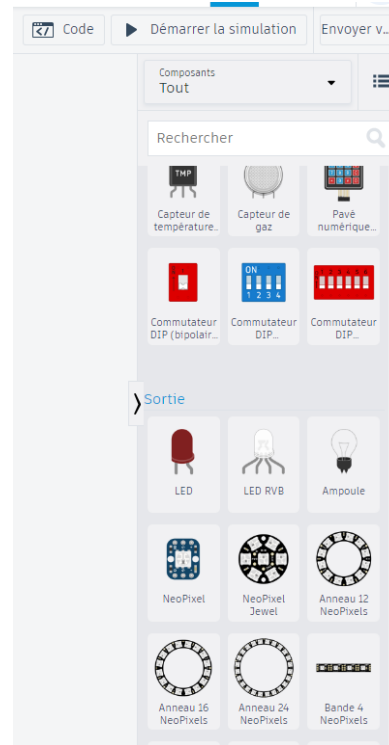 Code
Démarrer la simulation
Envoyer v...
Composants
Tout
Rechercher
TMP
Capteur de
température..
Capteur de
gaz
Pavé
numérique...
ON
1 2 3 4
Commutateur
DIP (bipolair...
Commutateur
DIP...
Commutateur
DIP...
Sortie
LED
LED RVB
Ampoule
NeoPixel
NeoPixel
Jewel
Anneau 12
NeoPixels
Anneau 16
NeoPixels
Anneau 24
NeoPixels
Bande 4
NeoPixels